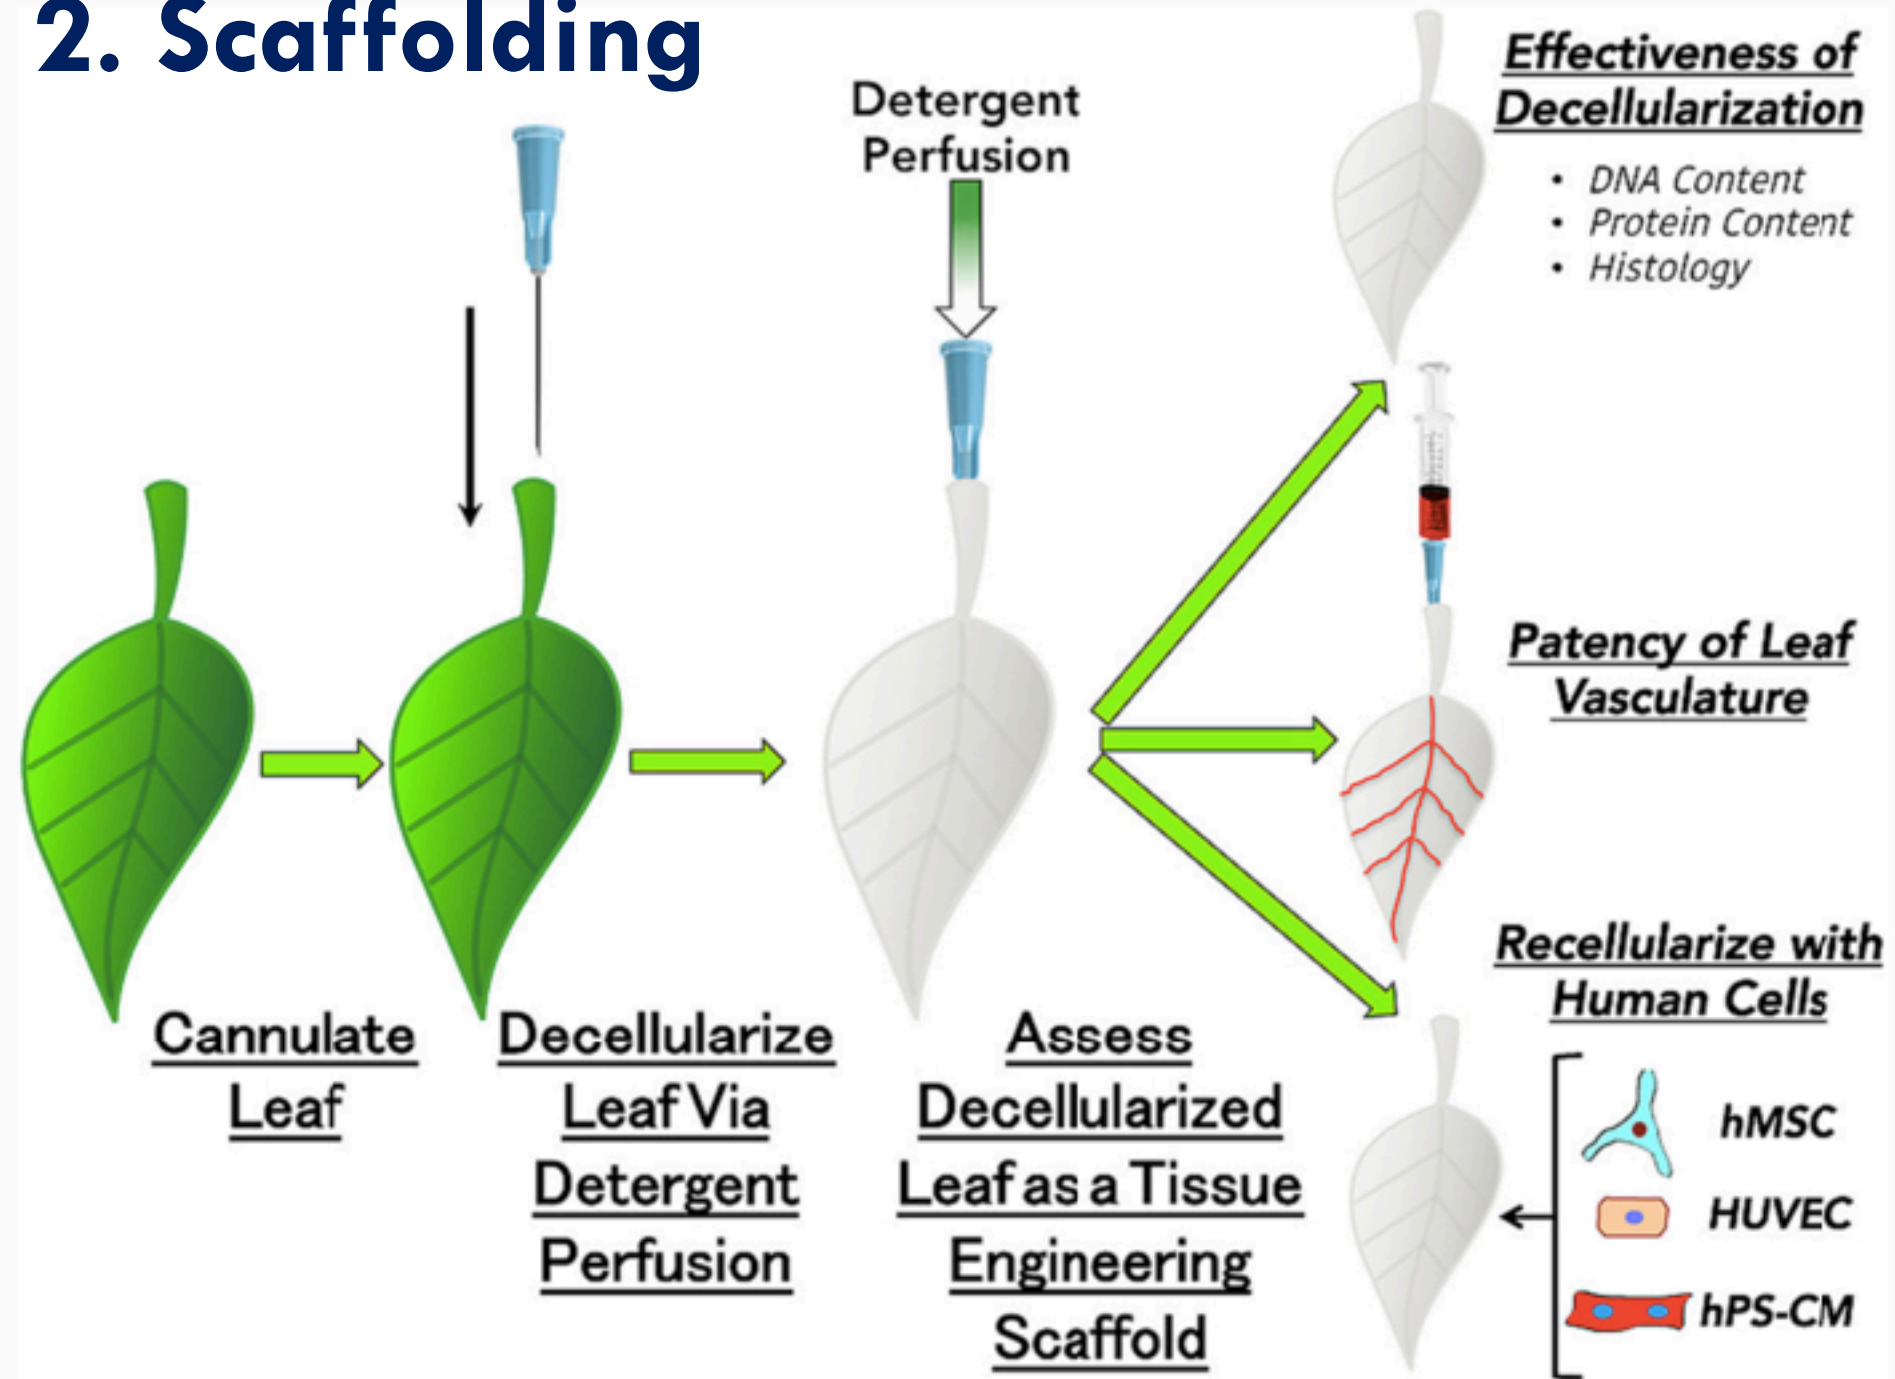 2. Scaffolding
Detergent
Perfusion
Effectiveness of
Decellularization
• DNA Content
• Protein Content
• Histology
Patency of Leaf
Vasculature
Recellularize with
Human Cells
hMSC
HUVEC
hPS-CM
Cannulate
Leaf
Decellularize
Leaf Via
Detergent
Perfusion
Assess
Decellularized
Leaf as a Tissue
Engineering
Scaffold